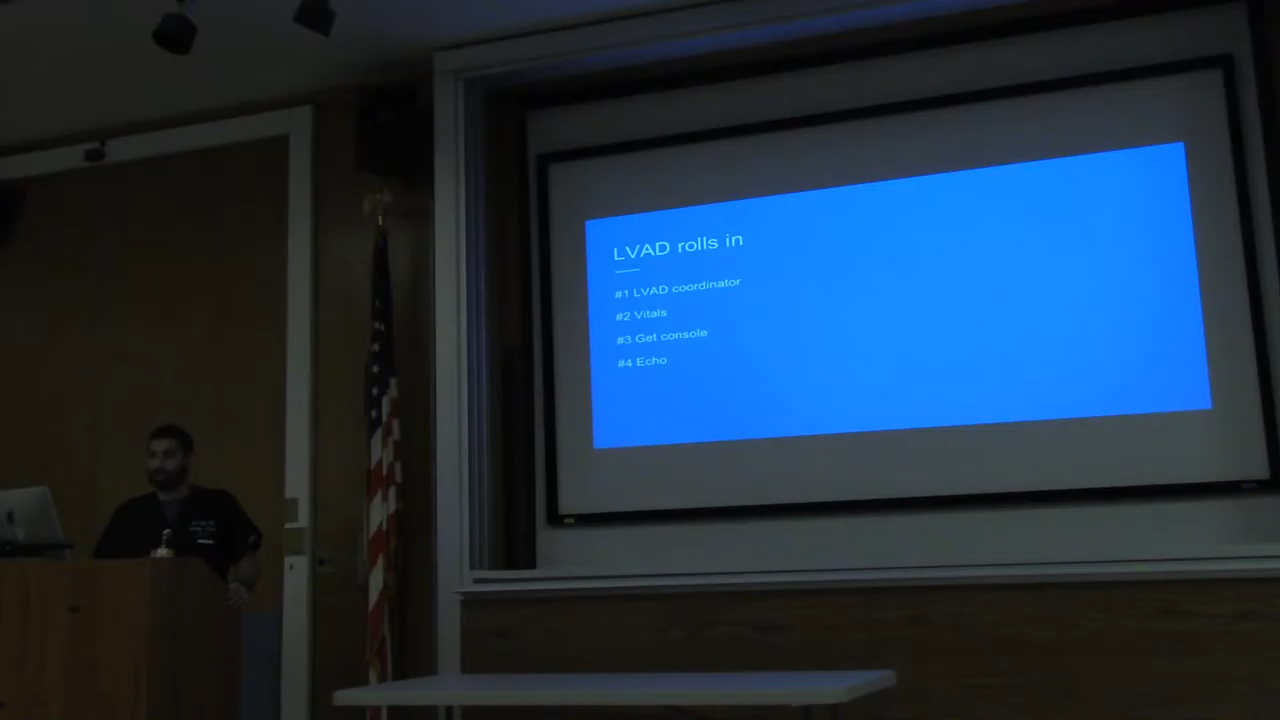 LVAD rolls in
#1 LVAD coordinator
#2 Vitals
#3 Get console
#4 Echo